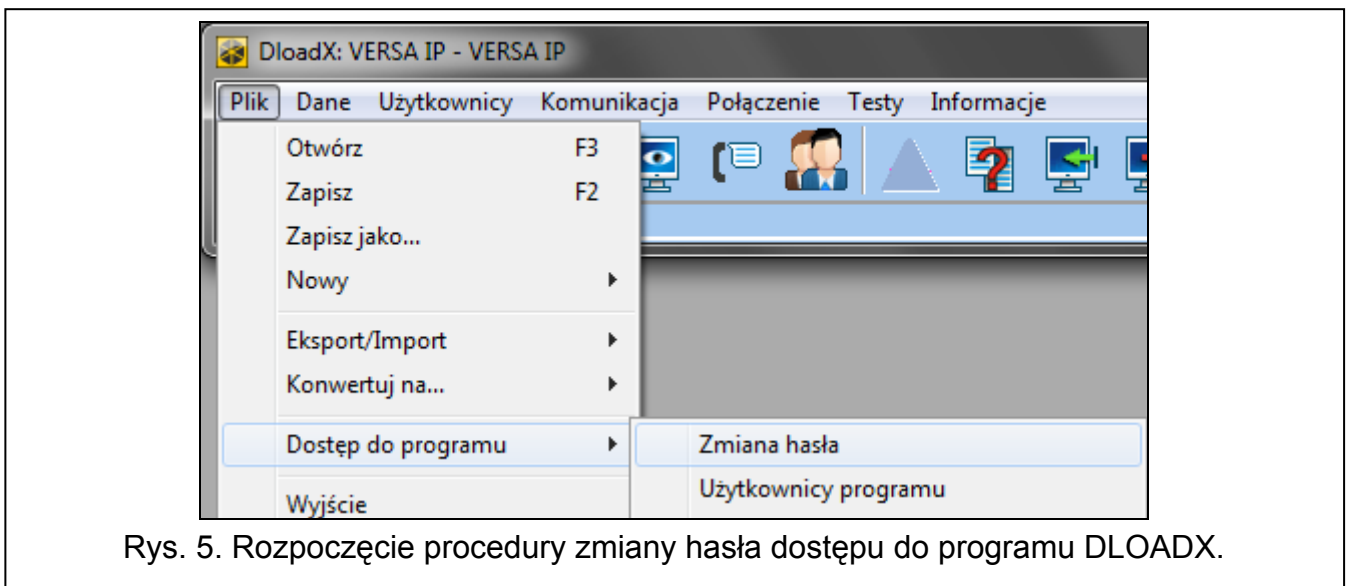 DloadX: VERSA IP - VERSA IP
Plik Dane Użytkownicy Komunikacja Połączenie Testy Informacje
Otwórz F3
Zapisz F2
Zapisz jako...
Nowy
Eksport/Import
Konwertuj na...
Dostęp do programu
Zmiana hasła
Użytkownicy programu
Wyjście
Rys. 5. Rozpoczęcie procedury zmiany hasła dostępu do programu DLOADX.